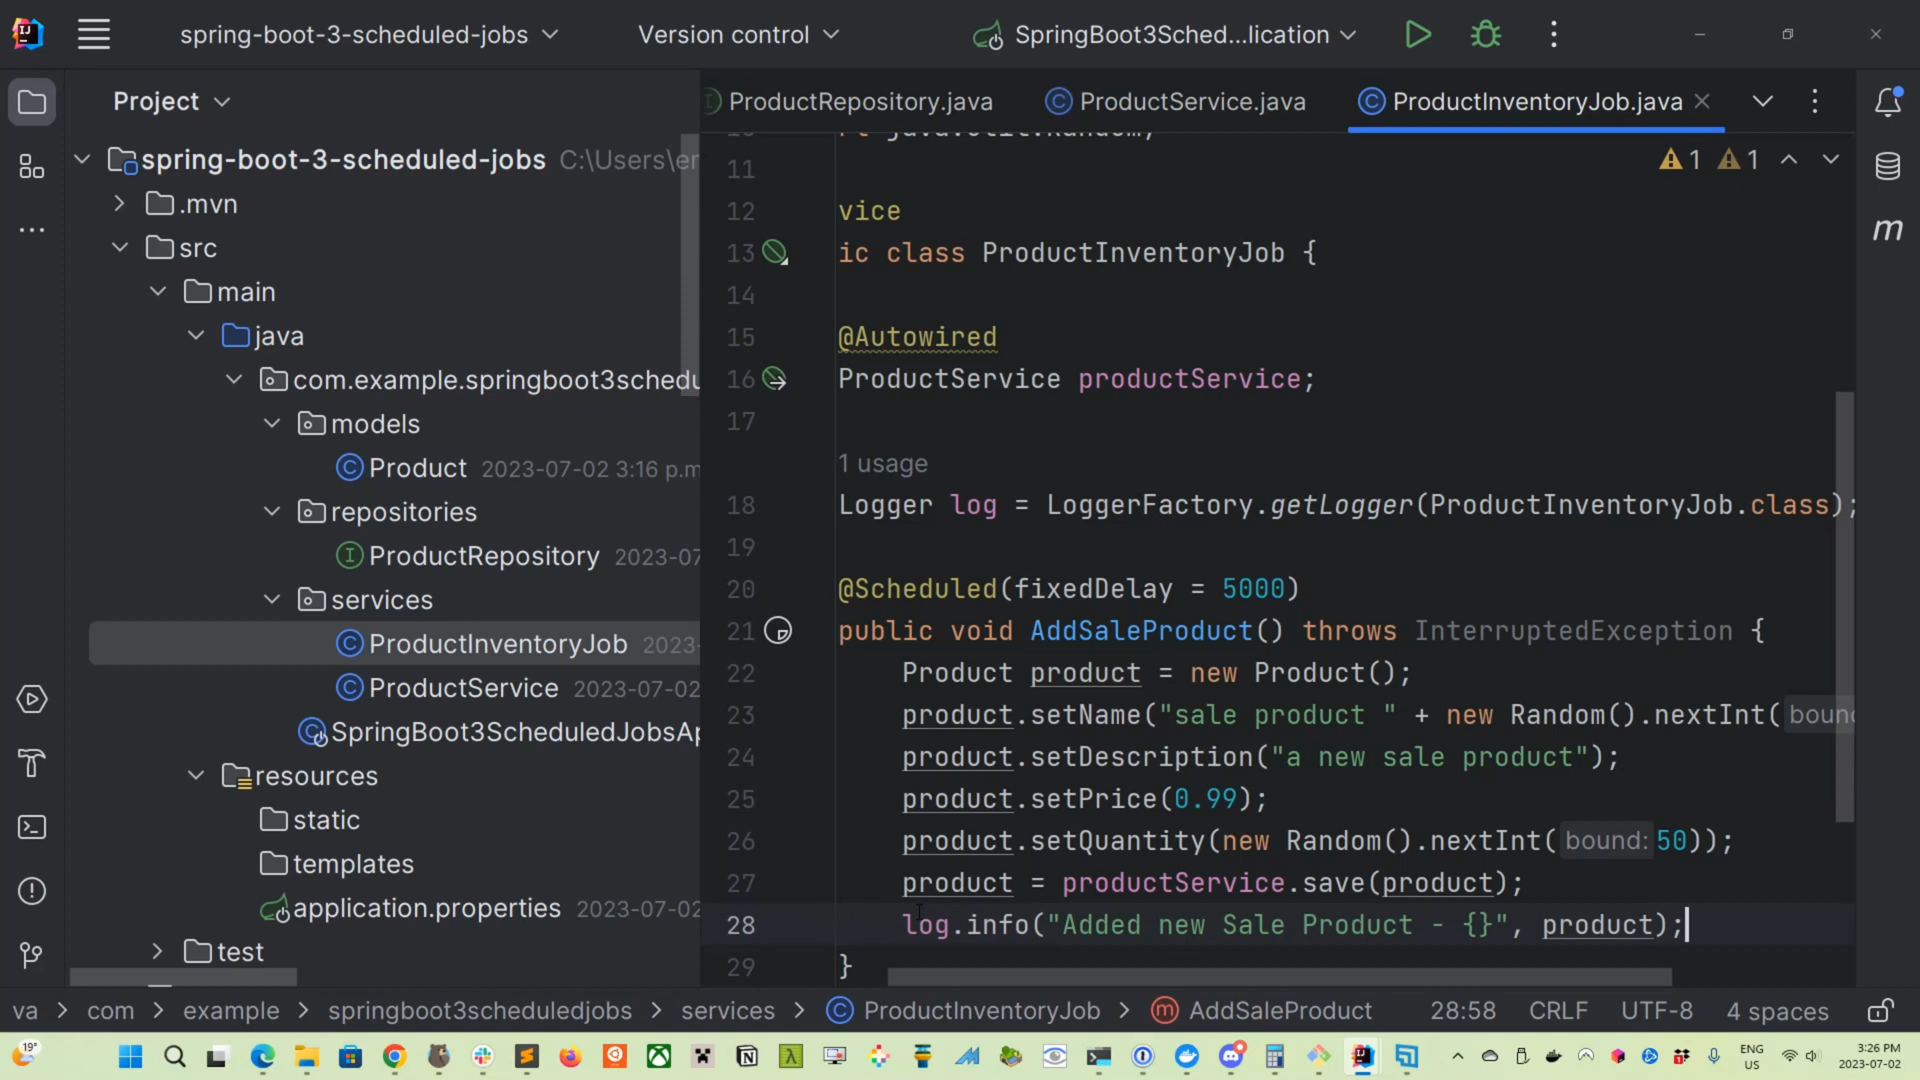 spring-boot-3-scheduled-jobs
Version control
SpringBoot3Sched...lication
Project
ProductRepository.java
ProductService.java
ProductInventoryJob.java
spring-boot-3-scheduled-jobs C:\Users\er
.mvn
src
main
java
com.example.springboot3schedu
models
Product 2023-07-02 3:16 p.m
repositories
ProductRepository 2023-07
services
ProductInventoryJob 2023-
ProductService 2023-07-02
SpringBoot3ScheduledJobsAp
resources
static
templates
application.properties 2023-07-02
test
1 1
11
12 vice
13 ic class ProductInventoryJob {
14
15 @Autowired
16 ProductService productService;
17
1 usage
18 Logger log = LoggerFactory.getLogger(ProductInventoryJob.class);
19
20 @Scheduled(fixedDelay = 5000)
21 public void AddSaleProduct() throws InterruptedException {
22 Product product = new Product();
23 product.setName("sale product " + new Random().nextInt( bound
24 product.setDescription("a new sale product");
25 product.setPrice(0.99);
26 product.setQuantity(new Random().nextInt( bound: 50));
27 product = productService.save(product);
28 log.info("Added new Sale Product - {}", product);
29 }
va > com > example > springboot3scheduledjobs > services > ProductInventoryJob > AddSaleProduct
28:58 CRLF UTF-8 4 spaces
19°
ENG
US
3:26 PM
2023-07-02